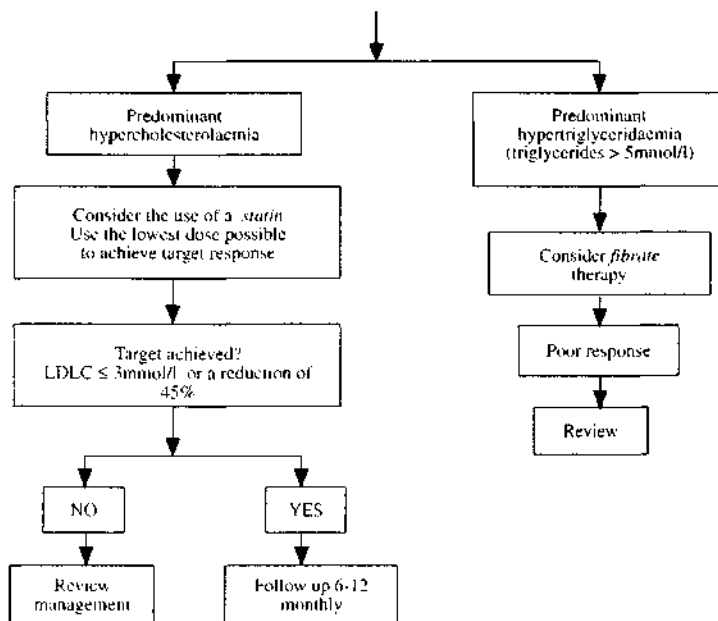 Predominant
hypercholesterolaemia
Predominant
hypertriglyceridaemia
(triglycerides > 5mmol/l)
Consider the use of a statin
Use the lowest dose possible
to achieve target response
Consider fibrate
therapy
Target achieved?
LDLC ≤ 3mmol/l or a reduction of
45%
Poor response
Review
NO
YES
Review
management
Follow up 6-12
monthly